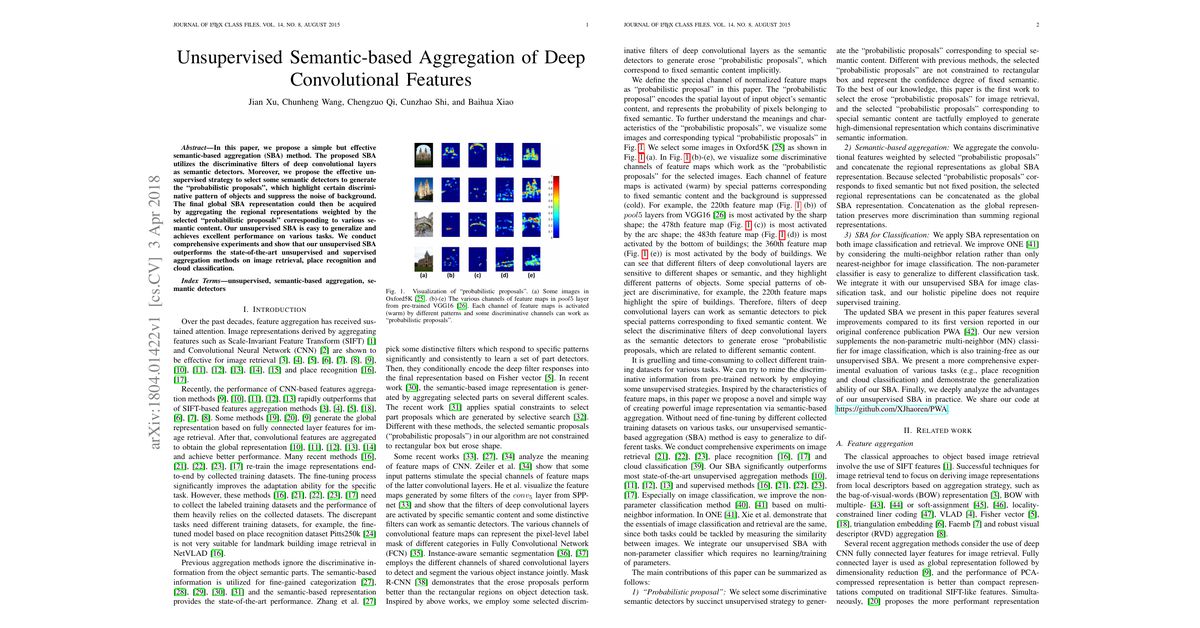 JOURNAL OF LATEX CLASS FILES, VOL. 14, NO. 8, AUGUST 2015
1
Unsupervised Semantic-based Aggregation of Deep
Convolutional Features
Jian Xu, Chunheng Wang, Chengzuo Qi, Cunzhao Shi, and Baihua Xiao
arXiv:1804.01422v1 [cs.CV] 3 Apr 2018
Abstract—In this paper, we propose a simple but effective
semantic-based aggregation (SBA) method. The proposed SBA
utilizes the discriminative filters of deep convolutional layers
as semantic detectors. Moreover, we propose the effective un-
supervised strategy to select some semantic detectors to generate
the “probabilistic proposals”, which highlight certain discrimi-
native pattern of objects and suppress the noise of background.
The final global SBA representation could then be acquired
by aggregating the regional representations weighted by the
selected “probabilistic proposals” corresponding to various se-
mantic content. Our unsupervised SBA is easy to generalize and
achieves excellent performance on various tasks. We conduct
comprehensive experiments and show that our unsupervised SBA
outperforms the state-of-the-art unsupervised and supervised
aggregation methods on image retrieval, place recognition and
cloud classification.
Index Terms—unsupervised, semantic-based aggregation, se-
mantic detectors
I. INTRODUCTION
Over the past decades, feature aggregation has received sus-
tained attention. Image representations derived by aggregating
features such as Scale-Invariant Feature Transform (SIFT) [1]
and Convolutional Neural Network (CNN) [2] are shown to
be effective for image retrieval [3], [4], [5], [6], [7], [8], [9],
[10], [11], [12], [13], [14], [15] and place recognition [16],
[17].
Recently, the performance of CNN-based features aggrega-
tion methods [9], [10], [11], [12], [13] rapidly outperforms that
of SIFT-based features aggregation methods [3], [4], [5], [18],
[6], [7], [8]. Some methods [19], [20], [9] generate the global
representation based on fully connected layer features for im-
age retrieval. After that, convolutional features are aggregated
to obtain the global representation [10], [11], [12], [13], [14]
and achieve better performance. Many recent methods [16],
[21], [22], [23], [17] re-train the image representations end-
to-end by collected training datasets. The fine-tuning process
significantly improves the adaptation ability for the specific
task. However, these methods [16], [21], [22], [23], [17] need
to collect the labeled training datasets and the performance of
them heavily relies on the collected datasets. The discrepant
tasks need different training datasets, for example, the fine-
tuned model based on place recognition dataset Pitts250k [24]
is not very suitable for landmark building image retrieval in
NetVLAD [16].
Previous aggregation methods ignore the discriminative in-
formation from the object semantic parts. The semantic-based
information is utilized for fine-gained categorization [27],
[28], [29], [30], [31] and the semantic-based representation
provides the state-of-the-art performance. Zhang et al. [27]
(a) (b) (c) (d) (e)
Fig. 1. Visualization of “probabilistic proposals”. (a) Some images in
Oxford5K [25]. (b)-(e) The various channels of feature maps in pool5 layer
from pre-trained VGG16 [26]. Each channel of feature maps is activated
by different patterns and some discriminative channels can work as
“probabilistic proposals”.
pick some distinctive filters which respond to specific patterns
significantly and consistently to learn a set of part detectors.
Then, they conditionally encode the deep filter responses into
the final representation based on Fisher vector [5]. In recent
work [30], the semantic-based image representation is gener-
ated by aggregating selected parts on several different scales.
The recent work [31] applies spatial constraints to select
part proposals which are generated by selective search [32].
Different with these methods, the selected semantic proposals
(“probabilistic proposals”) in our algorithm are not constrained
to rectangular box but erose shape.
Some recent works [33], [27], [34] analyze the meaning
of feature maps of CNN. Zeiler et al. [34] show that some
input patterns stimulate the special channels of feature maps
of the latter convolutional layers. He et al. visualize the feature
maps generated by some filters of the conv5 layer from SPP-
net [33] and show that the filters of deep convolutional layers
are activated by specific semantic content and some distinctive
filters can work as semantic detectors. The various channels of
convolutional feature maps can represent the pixel-level label
mask of different categories in Fully Convolutional Network
(FCN) [35]. Instance-aware semantic segmentation [36], [37]
employs the different channels of shared convolutional layers
to detect and segment the various object instance jointly. Mask
R-CNN [38] demonstrates that the erose proposals perform
better than the rectangular regions on object detection task.
Inspired by above works, we employ some selected discrim-
JOURNAL OF LATEX CLASS FILES, VOL. 14, NO. 8, AUGUST 2015
2
inative filters of deep convolutional layers as the semantic
detectors to generate erose “probabilistic proposals”, which
correspond to fixed semantic content implicitly.
We define the special channel of normalized feature maps
as “probabilistic proposal” in this paper. The “probabilistic
proposal” encodes the spatial layout of input object’s semantic
content, and represents the probability of pixels belonging to
fixed semantic. To further understand the meanings and char-
acteristics of the “probabilistic proposals”, we visualize some
images and corresponding typical “probabilistic proposals” in
Fig. 1. We select some images in Oxford5K [25] as shown in
Fig. 1 (a). In Fig. 1 (b)-(e), we visualize some discriminative
channels of feature maps which work as the “probabilistic
proposals” for the selected images. Each channel of feature
maps is activated (warm) by special patterns corresponding
to fixed semantic content and the background is suppressed
(cold). For example, the 220th feature map (Fig. 1 (b)) of
pool5 layers from VGG16 [26] is most activated by the sharp
shape; the 478th feature map (Fig. 1 (c)) is most activated
by the arc shape; the 483th feature map (Fig. 1 (d)) is most
activated by the bottom of buildings; the 360th feature map
(Fig. 1 (e)) is most activated by the body of buildings. We
can see that different filters of deep convolutional layers are
sensitive to different shapes or semantic, and they highlight
different patterns of objects. Some special patterns of ob-
ject are discriminative, for example, the 220th feature maps
highlight the spire of buildings. Therefore, filters of deep
convolutional layers can work as semantic detectors to pick
special patterns corresponding to fixed semantic content. We
select the discriminative filters of deep convolutional layers
as the semantic detectors to generate erose “probabilistic
proposals, which are related to different semantic content.
It is gruelling and time-consuming to collect different train-
ing datasets for various tasks. We can try to mine the discrim-
inative information from pre-trained network by employing
some unsupervised strategies. Inspired by the characteristics
of feature maps, in this paper we propose a novel and simple
way of creating powerful image representation via semantic-based
aggregation. Without need of fine-tuning by different
collected training datasets on various tasks, our unsupervised
semantic-based aggregation (SBA) method is easy to generalize to dif-
ferent tasks. We conduct comprehensive experiments on image
retrieval [21], [22], [23], place recognition [16], [17] and
cloud classification [39]. Our SBA significantly outperforms
most state-of-the-art unsupervised aggregation methods [10],
[11], [12], [13] and supervised methods [16], [21], [22], [23],
[17]. Especially on image classification, we improve the non-
parameter classification method [40], [41] based on multi-
neighbor information. In ONE [41], Xie et al. demonstrate that
the essentials of image classification and retrieval are the same,
since both tasks could be tackled by measuring the similarity
between images. We integrate our unsupervised SBA with
non-parameter classifier which requires no learning/training
of parameters.
The main contributions of this paper can be summarized as
follows:
1) “Probabilistic proposal”: We select some discriminative
semantic detectors by succinct unsupervised strategy to gener-
ate the “probabilistic proposals” corresponding to special se-
mantic content. Different with previous methods, the selected
“probabilistic proposals” are not constrained to rectangular
box and represent the confidence degree of fixed semantic.
To the best of our knowledge, this paper is the first work to
select the erose “probabilistic proposals” for image retrieval,
and the selected “probabilistic proposals” corresponding to
semantic content are tactfully employed to generate
high-dimensional representation which contains discriminative
semantic information.
2) Semantic-based aggregation: We aggregate the convolu-
tional features weighted by selected “probabilistic proposals”
and concatenate the regional representations as global SBA
representation. Because selected “probabilistic proposal” cor-
responds to fixed semantic but not fixed position, the selected
regional representations can be concatenated as the global
SBA representation. Concatenation as the global represen-
tation preserves more discrimination than summing regional
representations.
3) SBA for Classification: We apply SBA representation on
both image classification and retrieval. We improve ONE [41]
by considering the multi-neighbor relation rather than only
nearest-neighbor for image classification. The non-parameter
classifier is easy to generalize to different classification task.
We integrate it with our unsupervised SBA for image clas-
sification task, and our holistic pipeline does not require
supervised training.
The updated SBA we present in this paper features several
improvements compared to its first version reported in our
original conference publication PWA [42]. Our new version
supplements the non-parametric multi-neighbor (MN) classi-
fier for image classification, which is also training-free as our
unsupervised SBA. We present a more comprehensive exper-
imental evaluation of various tasks (e.g., place recognition
and cloud classification) and demonstrate the generalization
ability of our SBA. Finally, we deeply analyze the advantages
of our unsupervised SBA in practice. We share our code at
https://github.com/XJhaoren/PWA.
II. RELATED WORK
A. Feature aggregation
The classical approaches to object based image retrieval
involve the use of SIFT features [1]. Successful techniques for
image retrieval tend to focus on deriving image representations
from local descriptors based on aggregation strategy, such as
the bag-of-visual-words (BOW) representation [3], BOW with
multiple- [43], [44] or soft-assignment [45], [46], locality-
constrained linear coding [47], VLAD [4], Fisher vector [5],
[18], triangulation embedding [6], Faemb [7] and robust visual
descriptor (RVD) aggregation [8].
Several recent aggregation methods consider the use of deep
CNN fully connected layer features for image retrieval. Fully
connected layer is used as global representation followed by
dimensionality reduction [9], and the performance of PCA-
compressed representation is better than compact represen-
tations computed on traditional SIFT-like features. Simulta-
neously, [20] proposes the more performant representation